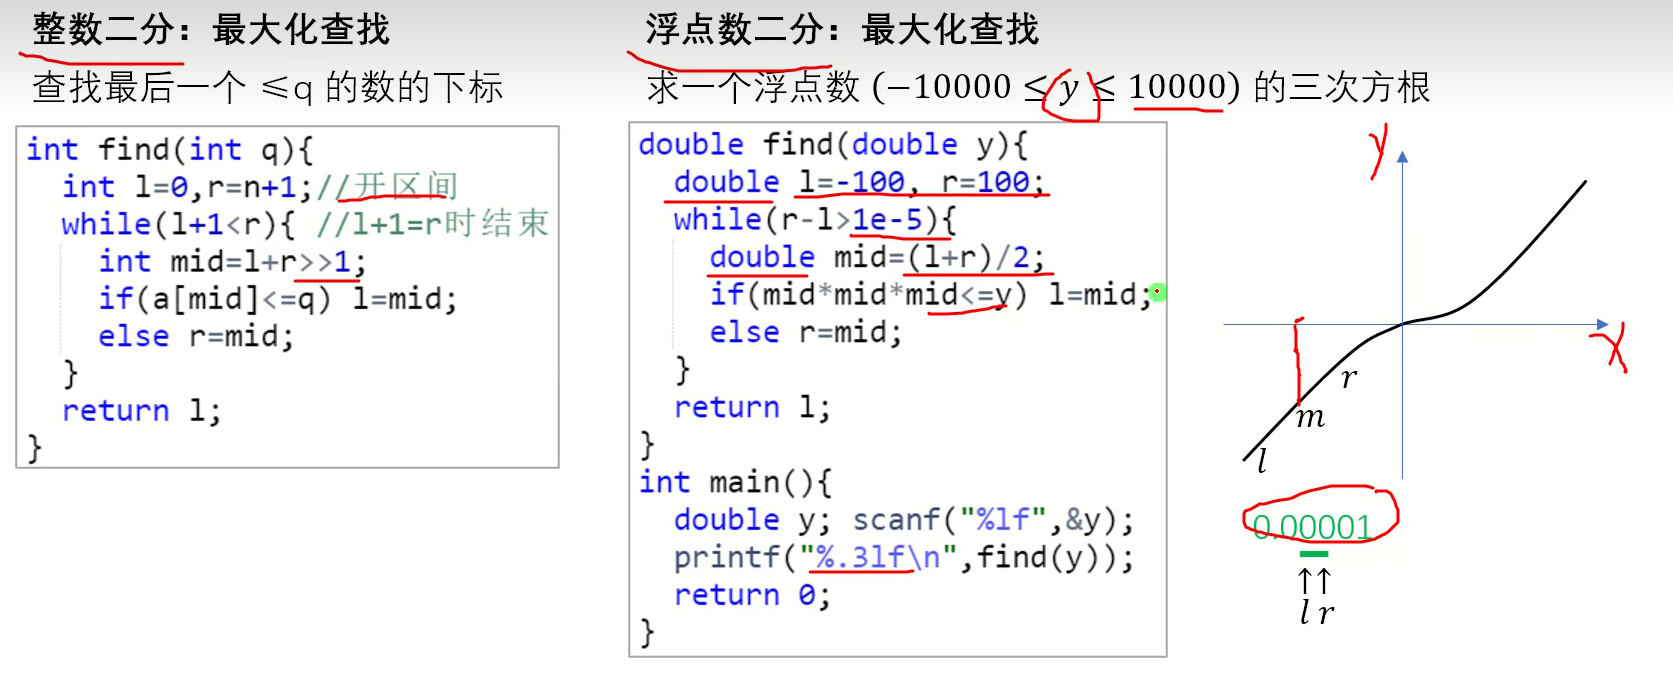 整数二分：最大化查找
查找最后一个 ≤q 的数的下标
int find(int q){
int l=0,r=n+1;//开区间
while(l+1<r){ //l+1=r时结束
int mid=l+r>>1;
if(a[mid]<=q) l=mid;
else r=mid;
}
return l;
}
浮点数二分：最大化查找
求一个浮点数 (−10000 ≤ y ≤ 10000) 的三次方根
double find(double y){
double l=-100, r=100;
while(r-l>1e-5){
double mid=(l+r)/2;
if(mid*mid*mid<=y) l=mid;
else r=mid;
}
return l;
}
int main(){
double y; scanf("%lf",&y);
printf("%.3lf\n",find(y));
return 0;
}
y
X
r
m
l
0.00001
↑↑
l r